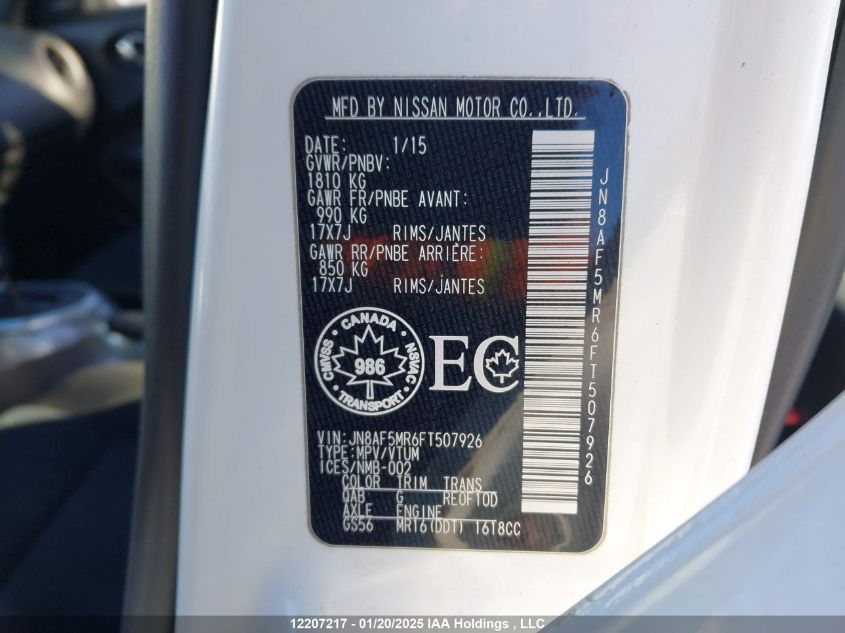 MFD BY NISSAN MOTOR CO.,LTD.
DATE: 1/15
GVWR/PNBV:
1810 KG
GAWR FR/PNBE AVANT:
990 KG
17X7J RIMS/JANTES
GAWR RR/PNBE ARRIÈRE:
850 KG
17X7J RIMS/JANTES
CANADA
CMVSS · NSVAC
986
TRANSPORT
EC
VIN:JN8AF5MR6FT507926
TYPE:MPV/VTUM
ICES/NMB-002
COLOR TRIM TRANS
QAB G RE0F10D
AXLE ENGINE
GS56 MR16(DDT) 1618CC
JN8AF5MR6FT507926
12207217 - 01/20/2025 IAA Holdings , LLC